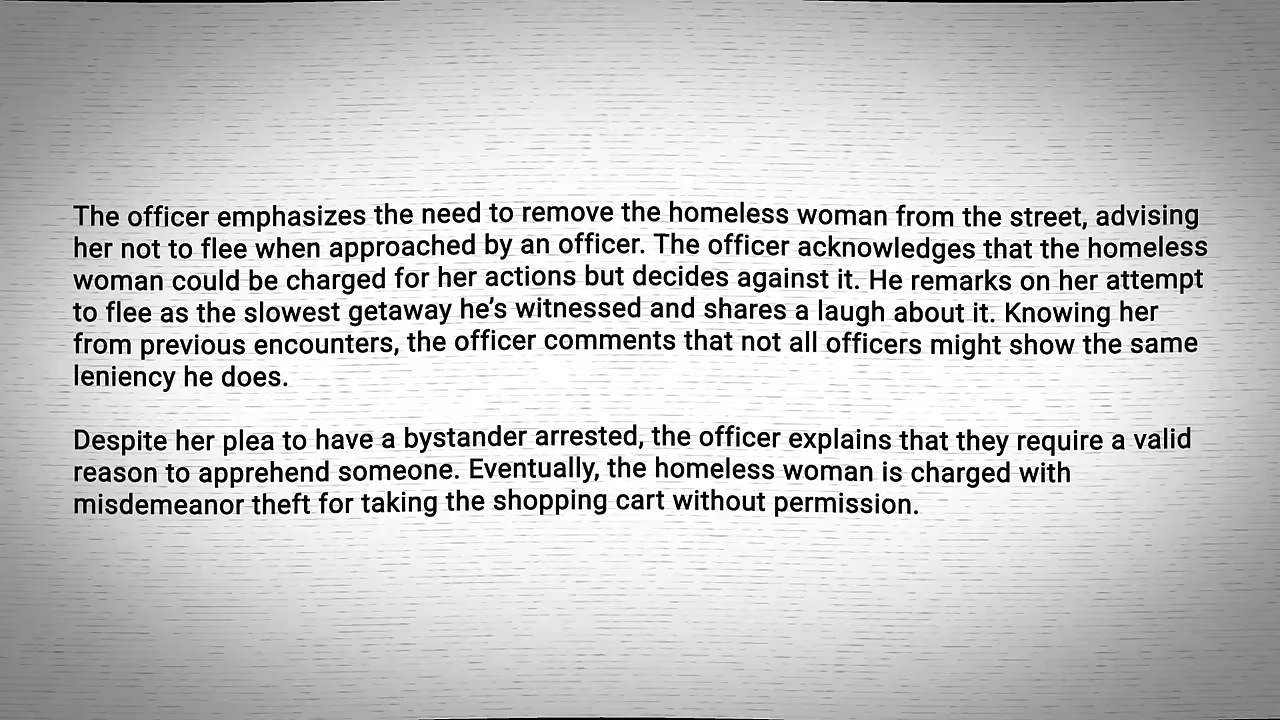 The officer emphasizes the need to remove the homeless woman from the street, advising
her not to flee when approached by an officer. The officer acknowledges that the homeless
woman could be charged for her actions but decides against it. He remarks on her attempt
to flee as the slowest getaway he’s witnessed and shares a laugh about it. Knowing her
from previous encounters, the officer comments that not all officers might show the same
leniency he does.
Despite her plea to have a bystander arrested, the officer explains that they require a valid
reason to apprehend someone. Eventually, the homeless woman is charged with
misdemeanor theft for taking the shopping cart without permission.